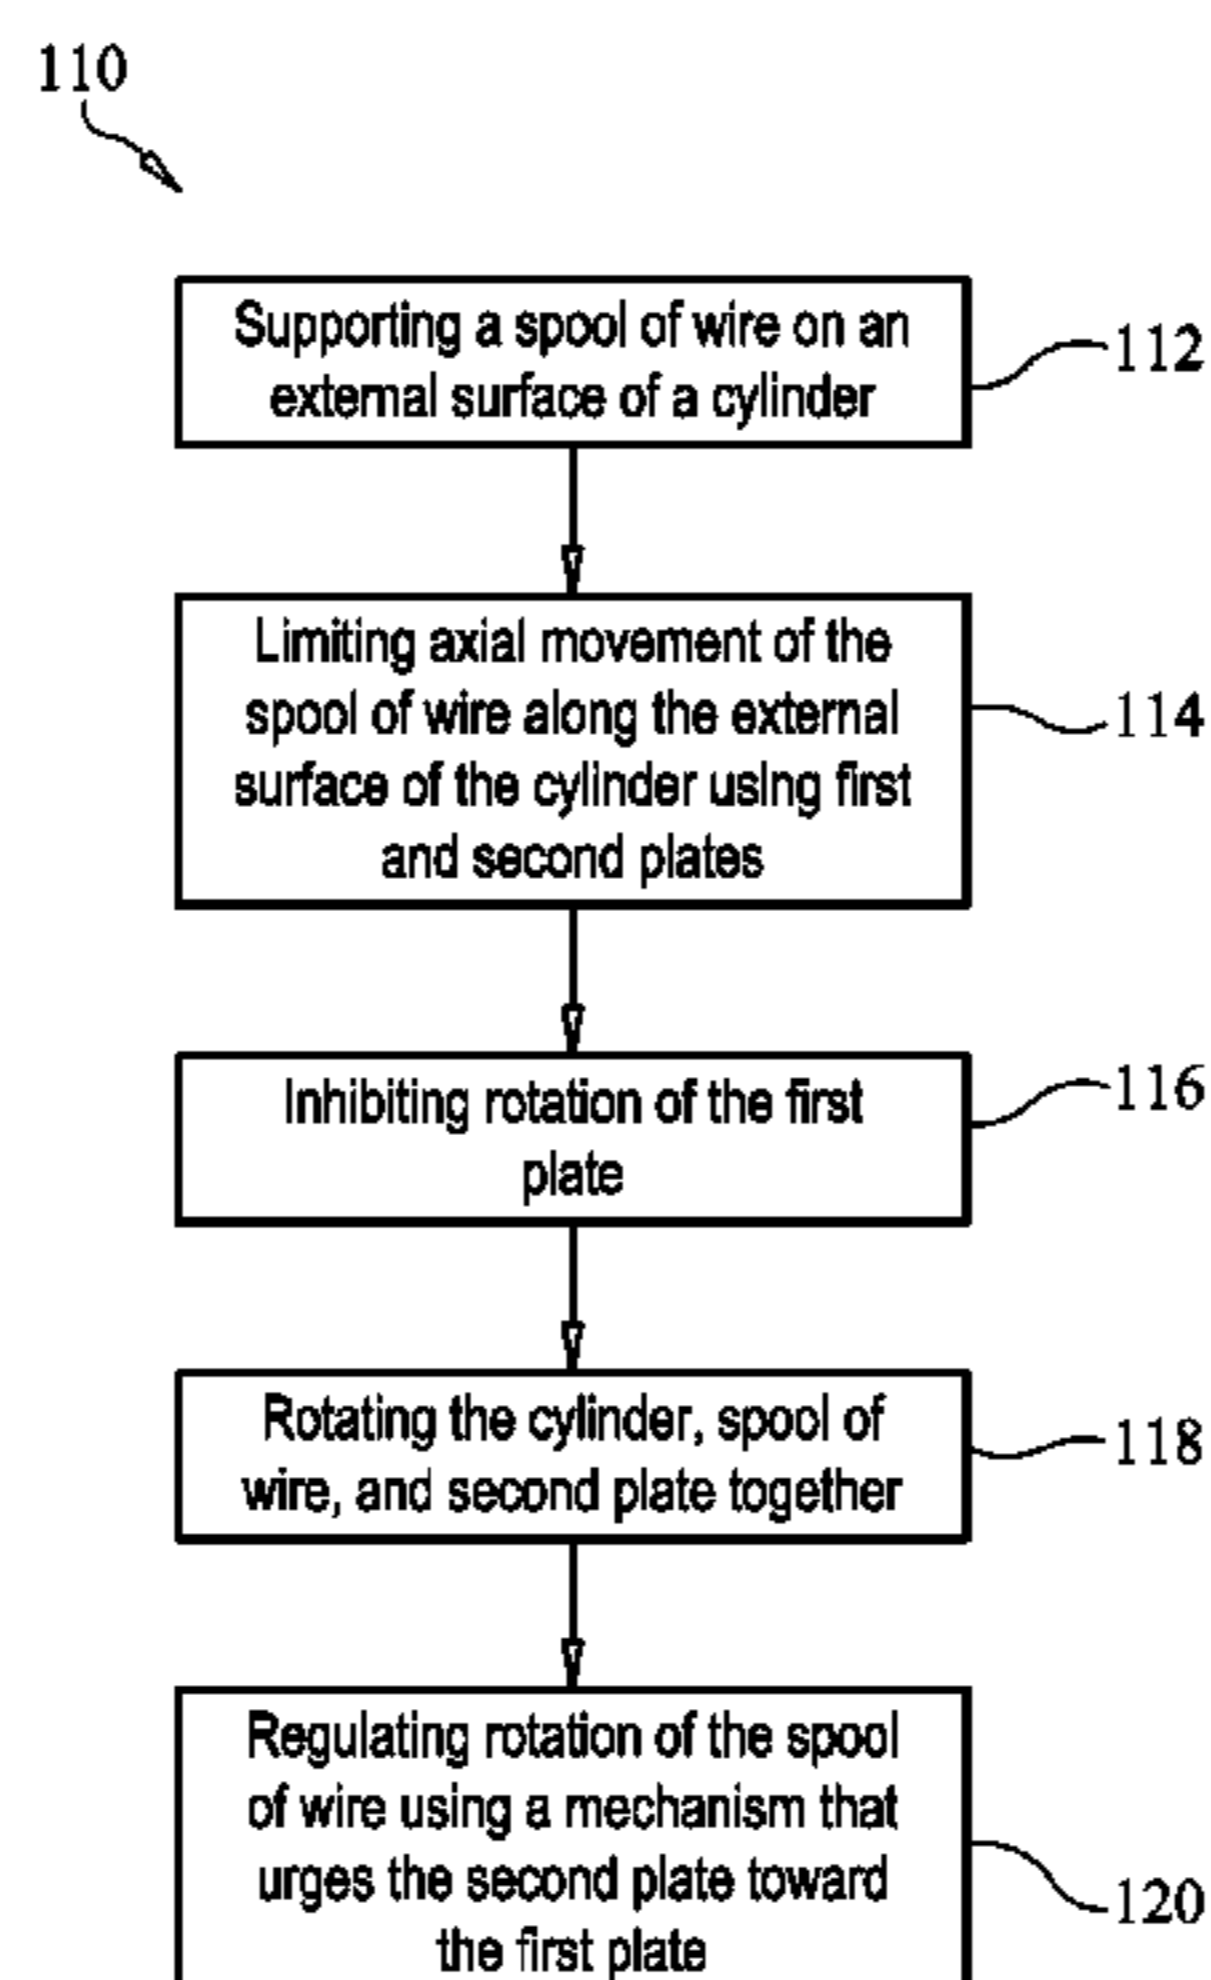 110
Supporting a spool of wire on an
external surface of a cylinder
112
Limiting axial movement of the
spool of wire along the external
surface of the cylinder using first
and second plates
114
Inhibiting rotation of the first
plate
116
Rotating the cylinder, spool of
wire, and second plate together
118
Regulating rotation of the spool
of wire using a mechanism that
urges the second plate toward
the first plate
120